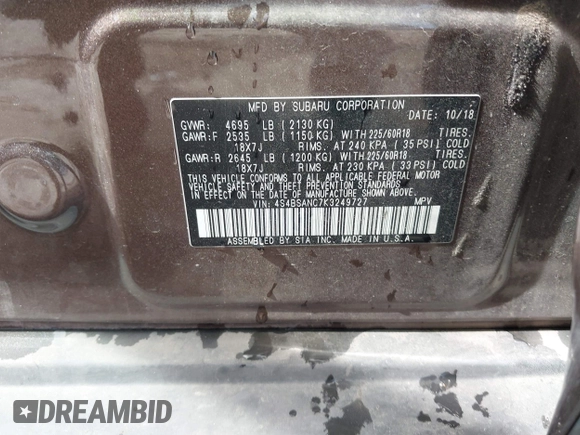 MFD BY SUBARU CORPORATION
DATE: 10/18
GVWR: 4695 LB ( 2130 KG)
GAWR:F 2535 LB ( 1150 KG) WITH 225/60R18 TIRES.
18X7J RIMS. AT 240 KPA ( 35 PSI) COLD
GAWR:R 2645 LB ( 1200 KG) WITH 225/60R18 TIRES.
18X7J RIMS. AT 230 KPA ( 33 PSI) COLD
THIS VEHICLE CONFORMS TO ALL APPLICABLE FEDERAL MOTOR
VEHICLE SAFETY AND THEFT PREVENTION STANDARDS
IN EFFECT ON THE DATE OF MANUFACTURE SHOWN ABOVE.
VIN: 4S4BSANC7K3249727 MPV
ASSEMBLED BY SIA INC. MADE IN U.S.A.
DREAMBID